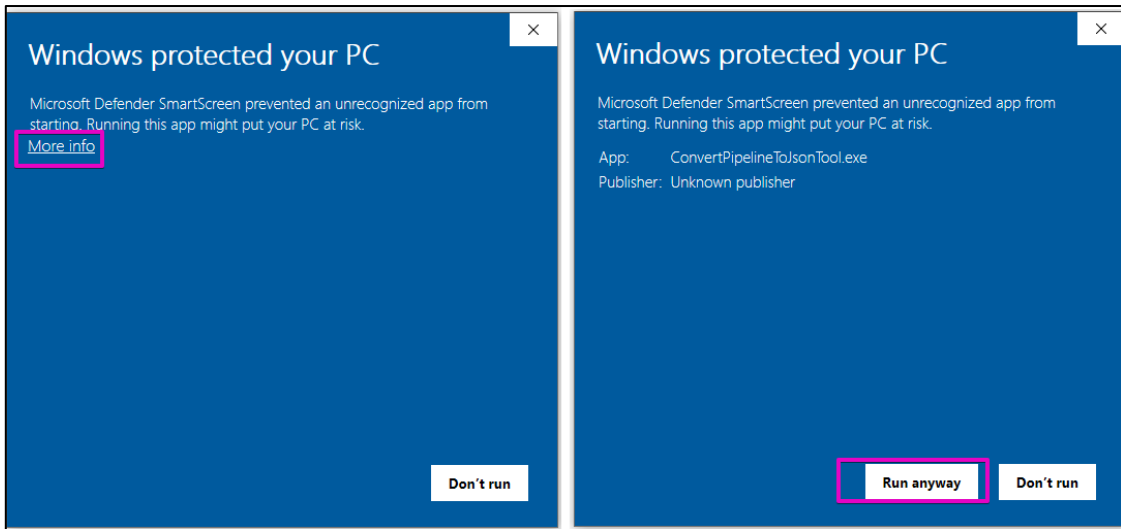 Windows protected your PC
Microsoft Defender SmartScreen prevented an unrecognized app from
starting. Running this app might put your PC at risk.
More info
Don't run
Windows protected your PC
Microsoft Defender SmartScreen prevented an unrecognized app from
starting. Running this app might put your PC at risk.
App: ConvertPipelineToJsonTool.exe
Publisher: Unknown publisher
Run anyway Don't run